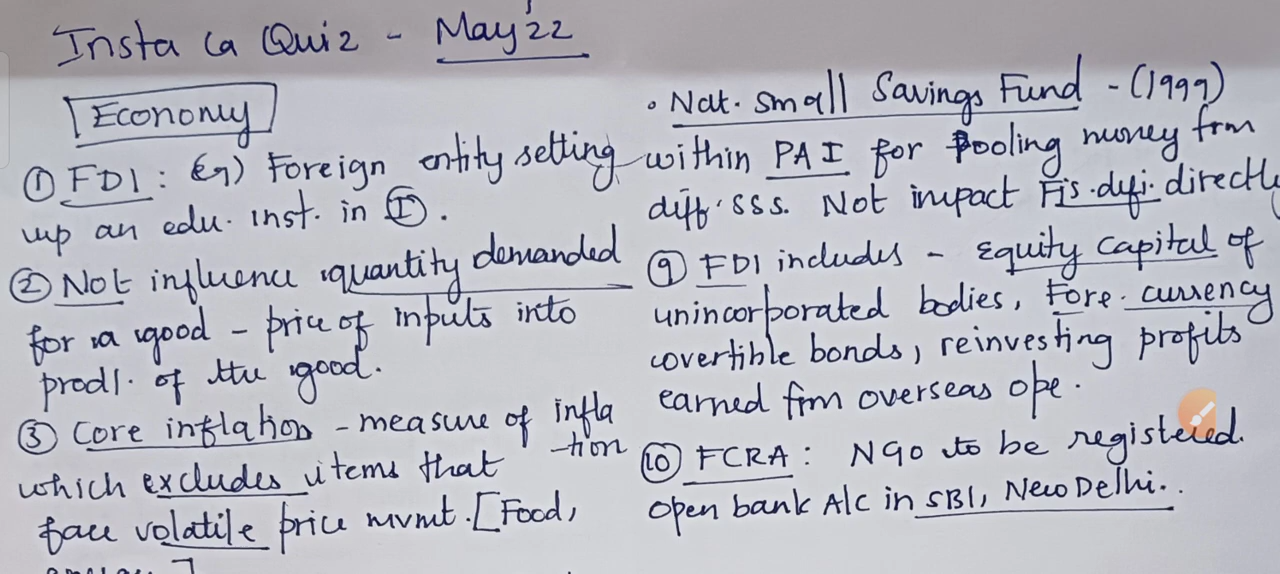 Insta CA Quiz - May'22
Economy
① FDI: Eg) Foreign entity setting
up an edu. inst. in Ⓘ.
② Not influence quantity demanded
for a good - price of inputs into
prodl. of the good.
③ Core inflation - measure of infla
-tion
which excludes items that
face volatile price mvmt. [Food,
• Nat. Small Savings Fund - (1999)
within PAI for Pooling money from
diff. SSS. Not impact Fis. defi. directly
⑨ FDI includes - Equity Capital of
unincorporated bodies, Fore. currency
covertible bonds, reinvesting profits
earned frm overseas ope.
⑩ FCRA: NGO to be registered.
open bank A/c in SBI, New Delhi..